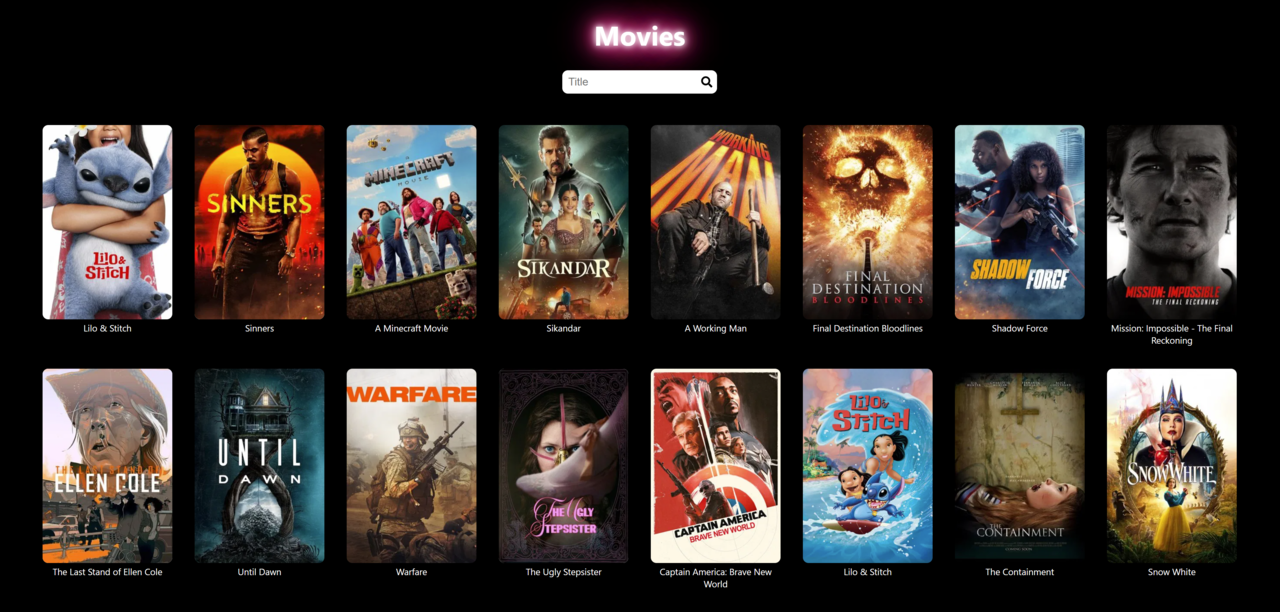 Movies
Title
LILO &
STITCH
SINNERS
MINECRAFT
MOVIE
SIKANDAR
WORKING
MAN
FINAL
DESTINATION
BLOODLINES
SHADOW
FORCE
MISSION: IMPOSSIBLE
THE FINAL RECKONING
Lilo & Stitch
Sinners
A Minecraft Movie
Sikandar
A Working Man
Final Destination Bloodlines
Shadow Force
Mission: Impossible - The Final
Reckoning
THE LAST STAND OF
ELLEN COLE
UNTIL
DAWN
WARFARE
THE UGLY
STEPSISTER
CAPTAIN AMERICA
BRAVE NEW WORLD
LILO &
STITCH
THE
CONTAINMENT
SNOW WHITE
The Last Stand of Ellen Cole
Until Dawn
Warfare
The Ugly Stepsister
Captain America: Brave New
World
Lilo & Stitch
The Containment
Snow White